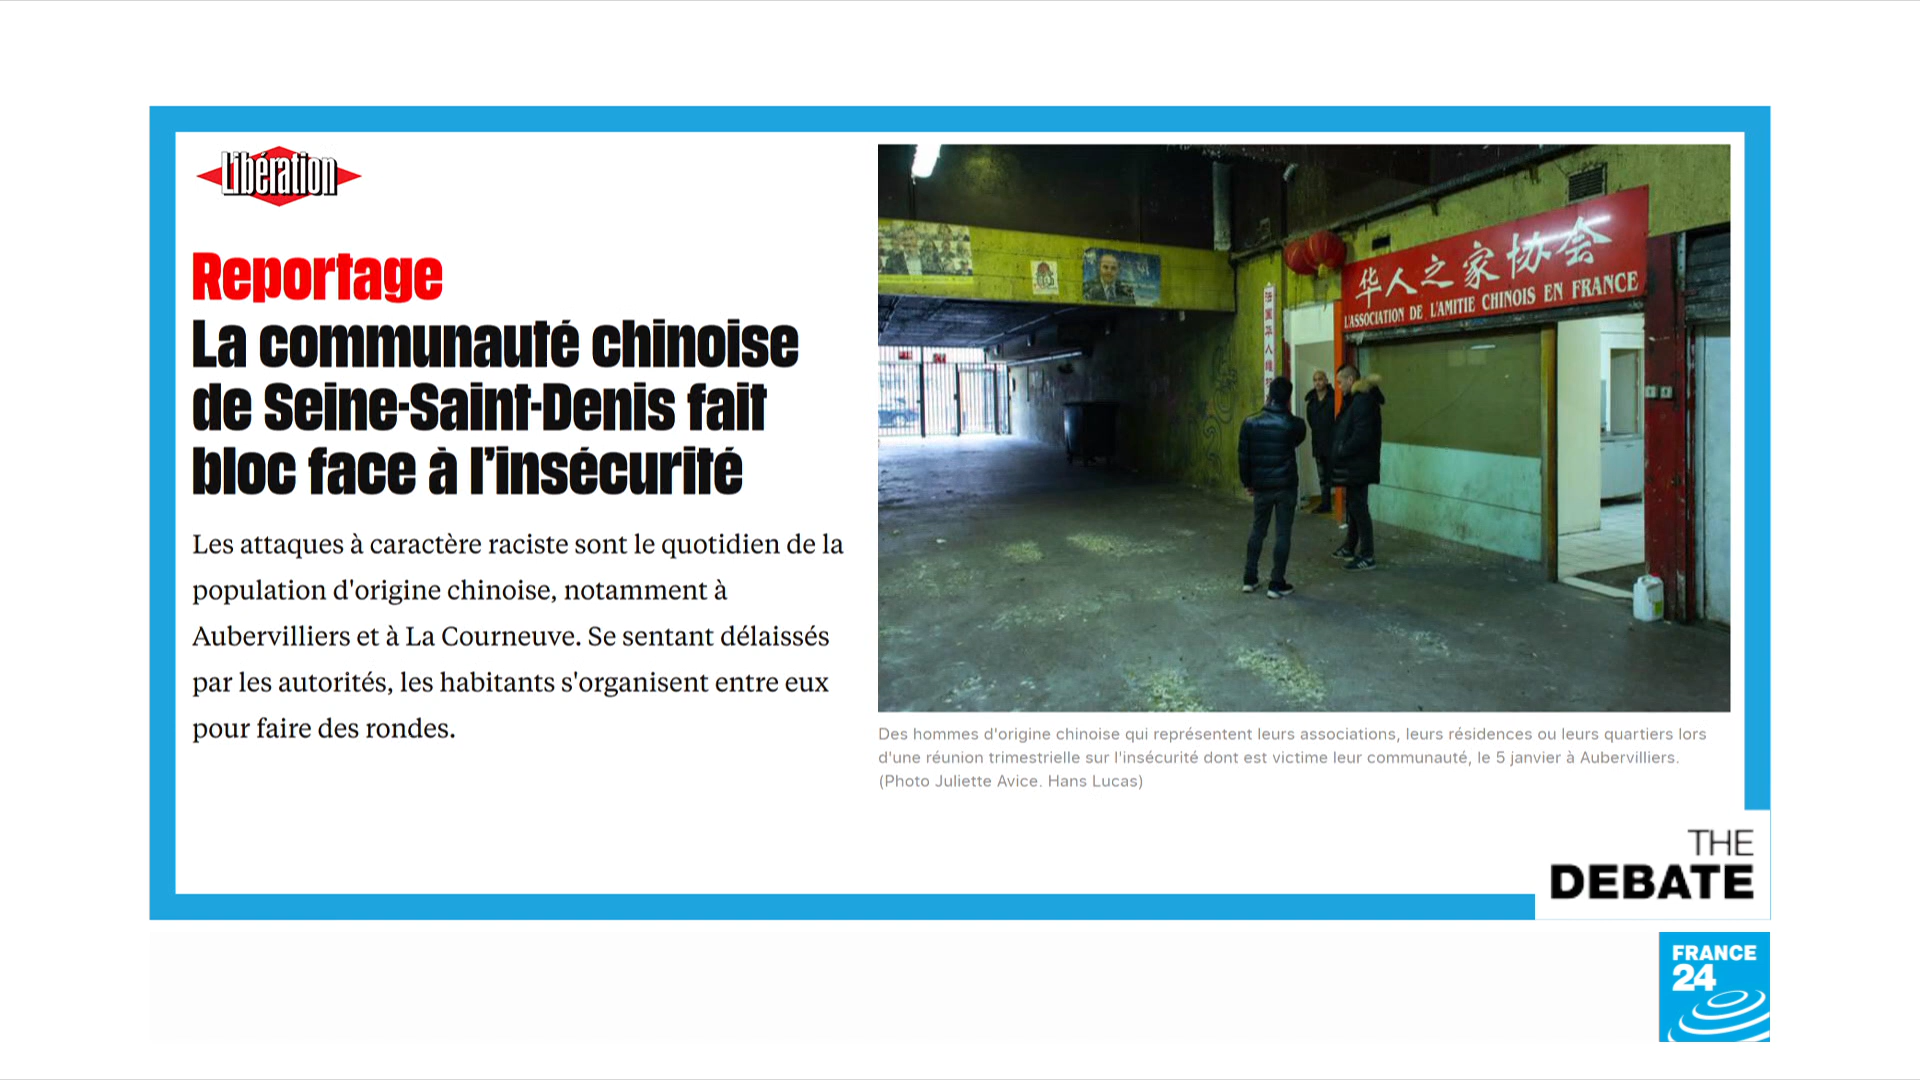 Libération
Reportage
La communauté chinoise
de Seine-Saint-Denis fait
bloc face à l'insécurité
Les attaques à caractère raciste sont le quotidien de la
population d'origine chinoise, notamment à
Aubervilliers et à La Courneuve. Se sentant délaissés
par les autorités, les habitants s'organisent entre eux
pour faire des rondes.
华人之家协会
L'ASSOCIATION DE L'AMITIE CHINOIS EN FRANCE
Des hommes d'origine chinoise qui représentent leurs associations, leurs résidences ou leurs quartiers lors
d'une réunion trimestrielle sur l'insécurité dont est victime leur communauté, le 5 janvier à Aubervilliers.
(Photo Juliette Avice. Hans Lucas)
THE
DEBATE
FRANCE
24